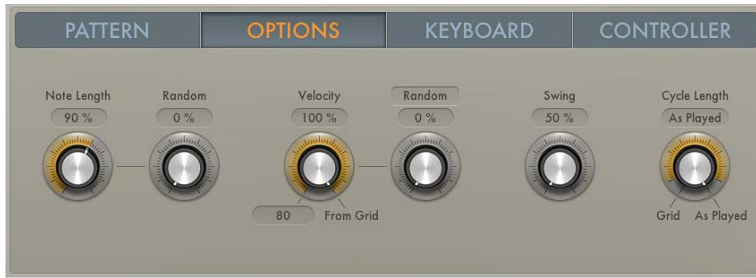 PATTERN OPTIONS KEYBOARD CONTROLLER
Note Length Random Velocity Random Swing Cycle Length
90 % 0 % 100 % 0 % 50 % As Played
80 From Grid Grid As Played